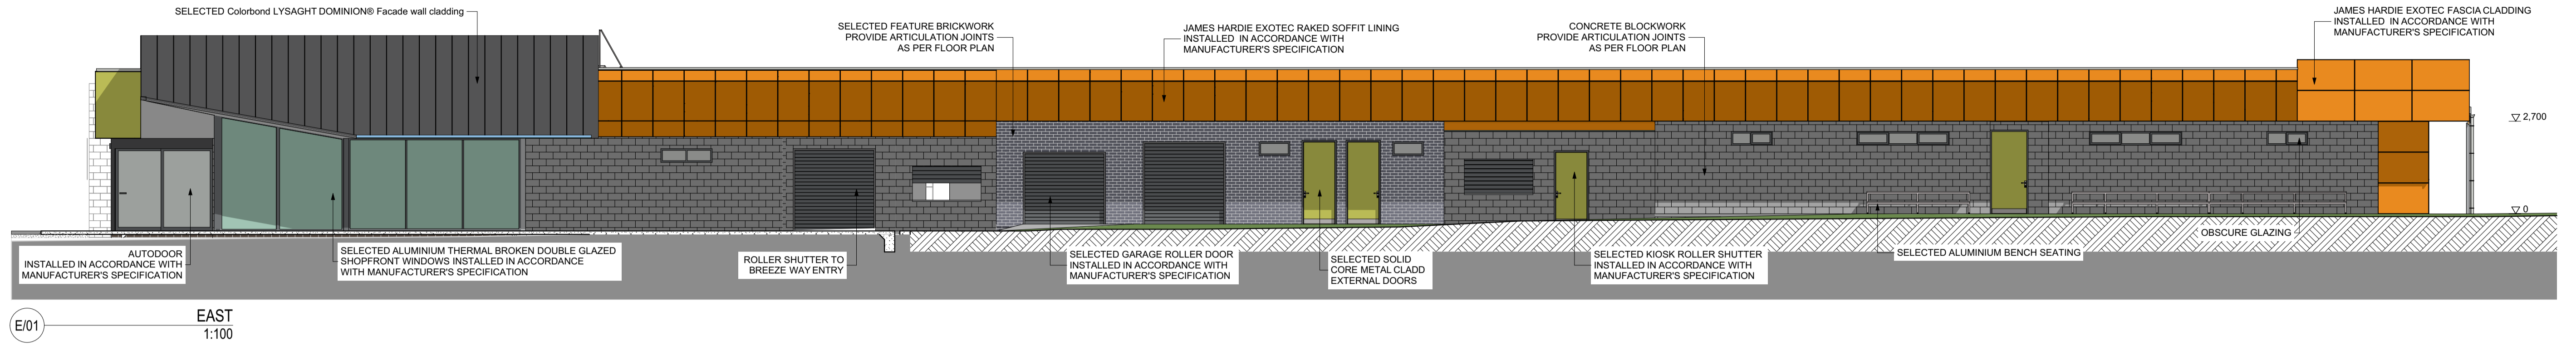 SELECTED Colorbond LYSAGHT DOMINION® Facade wall cladding
SELECTED FEATURE BRICKWORK
PROVIDE ARTICULATION JOINTS
AS PER FLOOR PLAN
JAMES HARDIE EXOTEC RAKED SOFFIT LINING
INSTALLED IN ACCORDANCE WITH
MANUFACTURER'S SPECIFICATION
CONCRETE BLOCKWORK
PROVIDE ARTICULATION JOINTS
AS PER FLOOR PLAN
JAMES HARDIE EXOTEC FASCIA CLADDING
INSTALLED IN ACCORDANCE WITH
MANUFACTURER'S SPECIFICATION
2,700
0
AUTODOOR
INSTALLED IN ACCORDANCE WITH
MANUFACTURER'S SPECIFICATION
SELECTED ALUMINIUM THERMAL BROKEN DOUBLE GLAZED
SHOPFRONT WINDOWS INSTALLED IN ACCORDANCE
WITH MANUFACTURER'S SPECIFICATION
ROLLER SHUTTER TO
BREEZE WAY ENTRY
SELECTED GARAGE ROLLER DOOR
INSTALLED IN ACCORDANCE WITH
MANUFACTURER'S SPECIFICATION
SELECTED SOLID
CORE METAL CLADD
EXTERNAL DOORS
SELECTED KIOSK ROLLER SHUTTER
INSTALLED IN ACCORDANCE WITH
MANUFACTURER'S SPECIFICATION
SELECTED ALUMINIUM BENCH SEATING
OBSCURE GLAZING
E/01
EAST
1:100